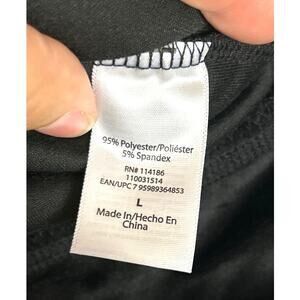 95% Polyester/Poliéster
5% Spandex
RN# 114186
110031514
EAN/UPC 7 95989364853
L
Made In/Hecho En
China